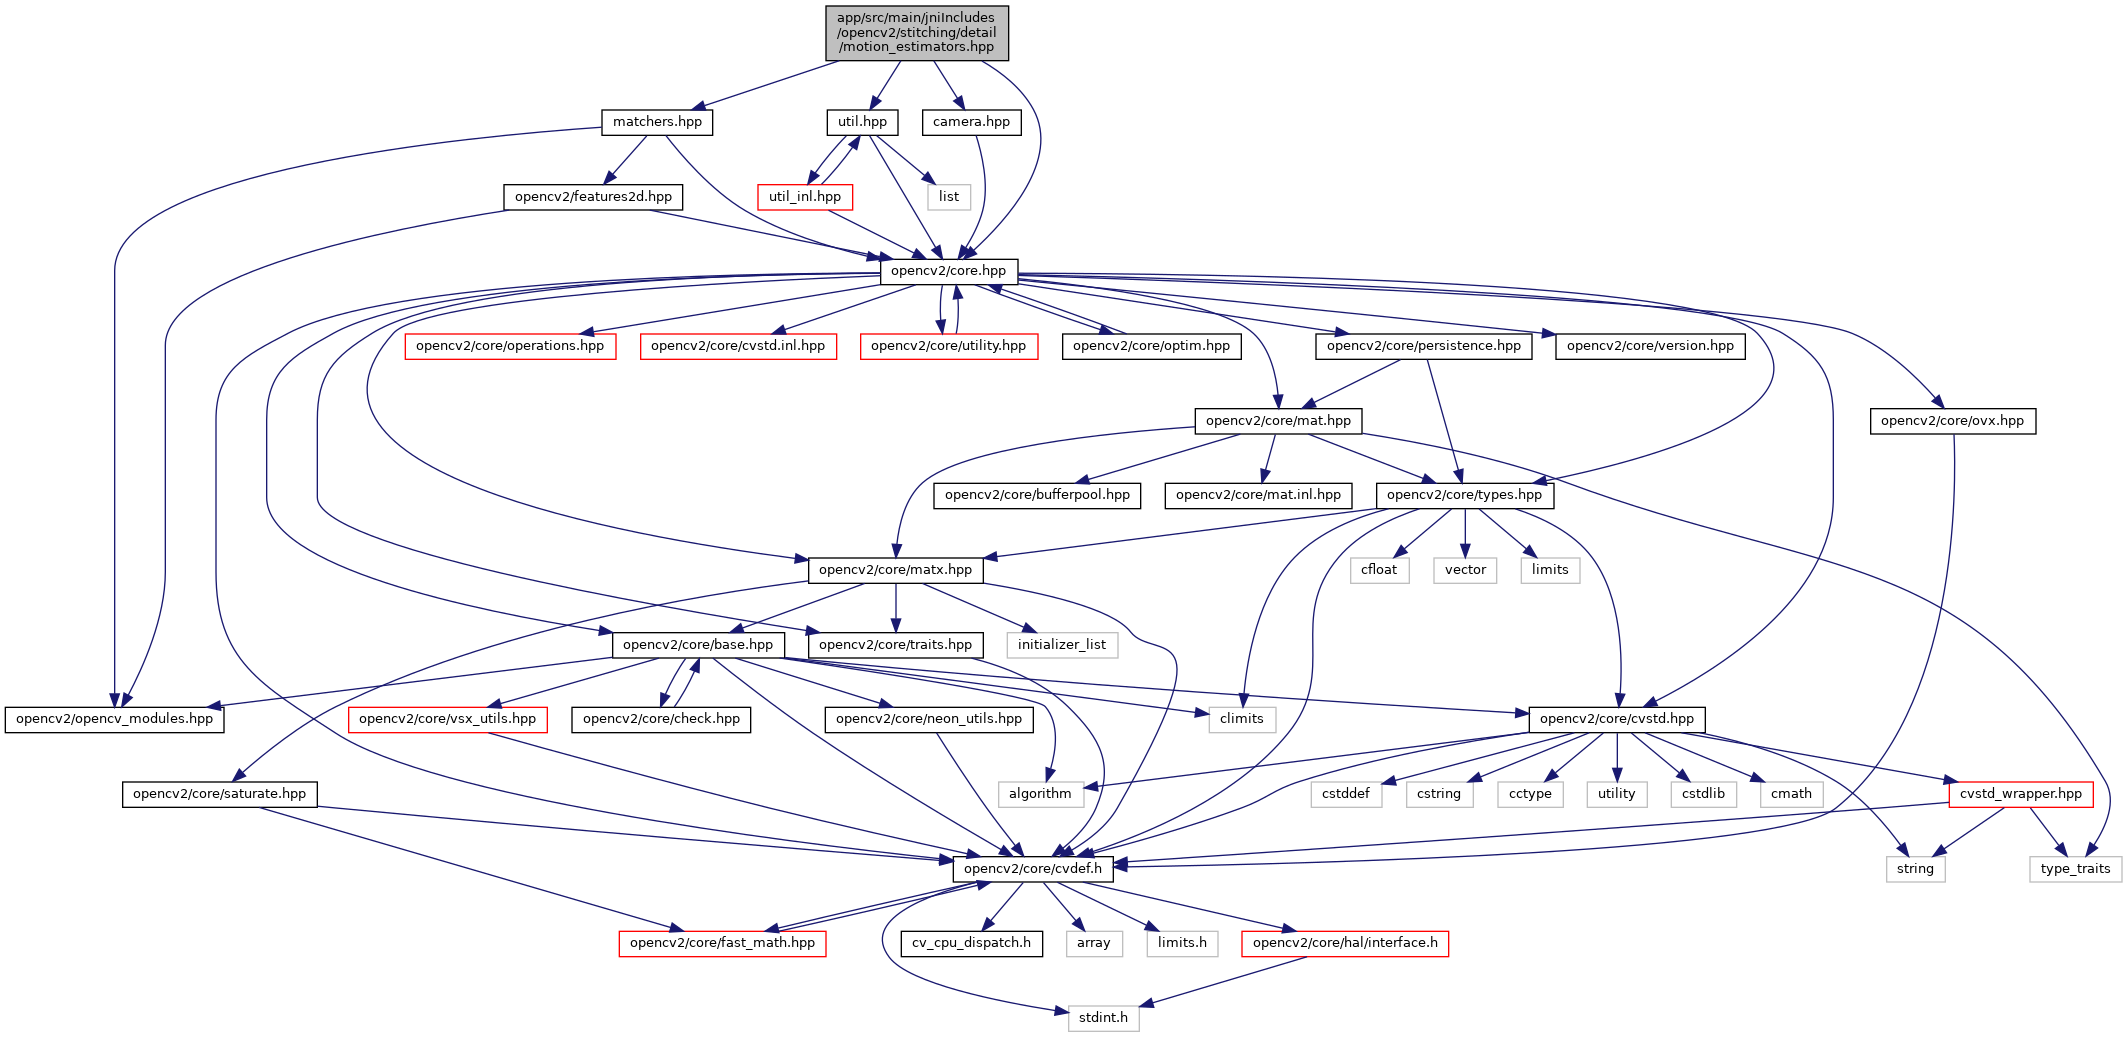 app/src/main/jniIncludes
/opencv2/stitching/detail
/motion_estimators.hpp
matchers.hpp
util.hpp
camera.hpp
opencv2/features2d.hpp
util_inl.hpp
list
opencv2/core.hpp
opencv2/core/operations.hpp
opencv2/core/cvstd.inl.hpp
opencv2/core/utility.hpp
opencv2/core/optim.hpp
opencv2/core/persistence.hpp
opencv2/core/version.hpp
opencv2/core/mat.hpp
opencv2/core/ovx.hpp
opencv2/core/bufferpool.hpp
opencv2/core/mat.inl.hpp
opencv2/core/types.hpp
opencv2/core/matx.hpp
cfloat
vector
limits
opencv2/core/base.hpp
opencv2/core/traits.hpp
initializer_list
opencv2/opencv_modules.hpp
opencv2/core/vsx_utils.hpp
opencv2/core/check.hpp
opencv2/core/neon_utils.hpp
climits
opencv2/core/cvstd.hpp
opencv2/core/saturate.hpp
algorithm
cstddef
cstring
cctype
utility
cstdlib
cmath
cvstd_wrapper.hpp
opencv2/core/cvdef.h
string
type_traits
opencv2/core/fast_math.hpp
cv_cpu_dispatch.h
array
limits.h
opencv2/core/hal/interface.h
stdint.h